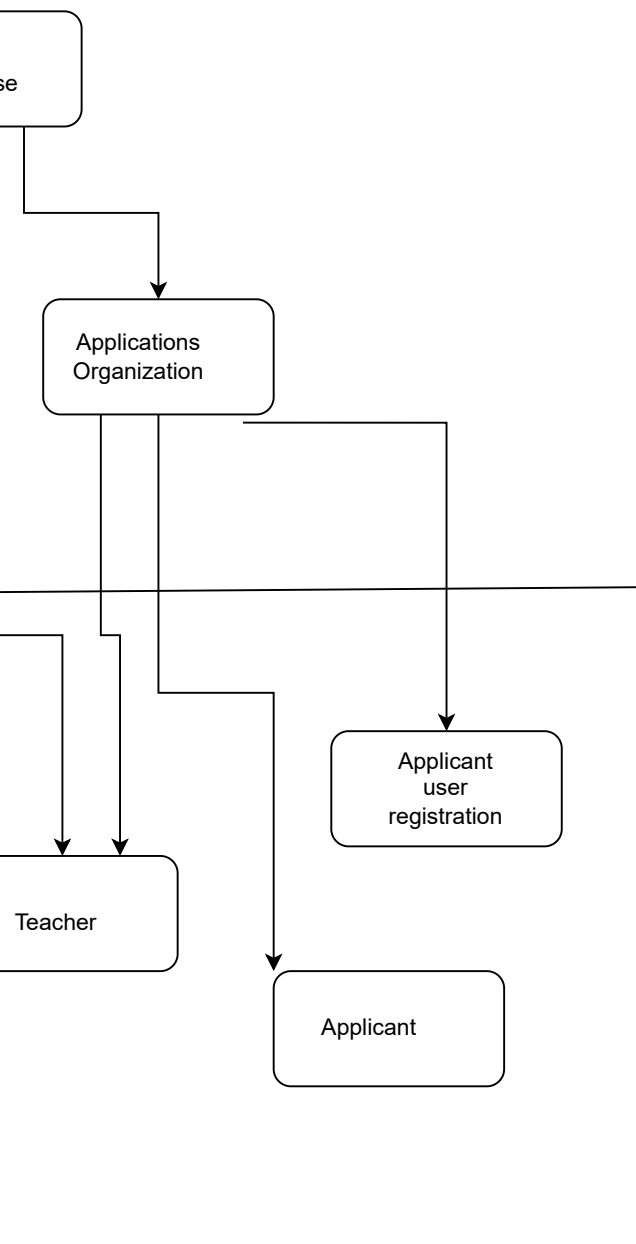 se
Applications
Organization
Applicant
user
registration
Teacher
Applicant